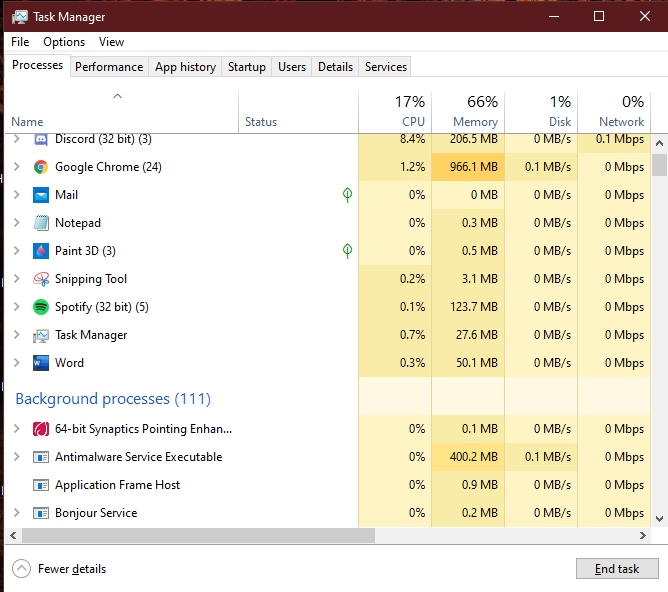 Task Manager
File Options View
Processes Performance App history Startup Users Details Services
17% 66% 1% 0%
Name Status CPU Memory Disk Network
Discord (32 bit) (3) 8.4% 206.5 MB 0 MB/s 0.1 Mbps
Google Chrome (24) 1.2% 966.1 MB 0.1 MB/s 0 Mbps
Mail 0% 0 MB 0 MB/s 0 Mbps
Notepad 0% 0.3 MB 0 MB/s 0 Mbps
Paint 3D (3) 0% 0.5 MB 0 MB/s 0 Mbps
Snipping Tool 0.2% 3.1 MB 0 MB/s 0 Mbps
Spotify (32 bit) (5) 0.1% 123.7 MB 0 MB/s 0 Mbps
Task Manager 0.7% 27.6 MB 0 MB/s 0 Mbps
Word 0.3% 50.1 MB 0 MB/s 0 Mbps
Background processes (111)
64-bit Synaptics Pointing Enhan... 0% 0.1 MB 0 MB/s 0 Mbps
Antimalware Service Executable 0% 400.2 MB 0.1 MB/s 0 Mbps
Application Frame Host 0% 0.9 MB 0 MB/s 0 Mbps
Bonjour Service 0% 0.2 MB 0 MB/s 0 Mbps
Fewer details End task